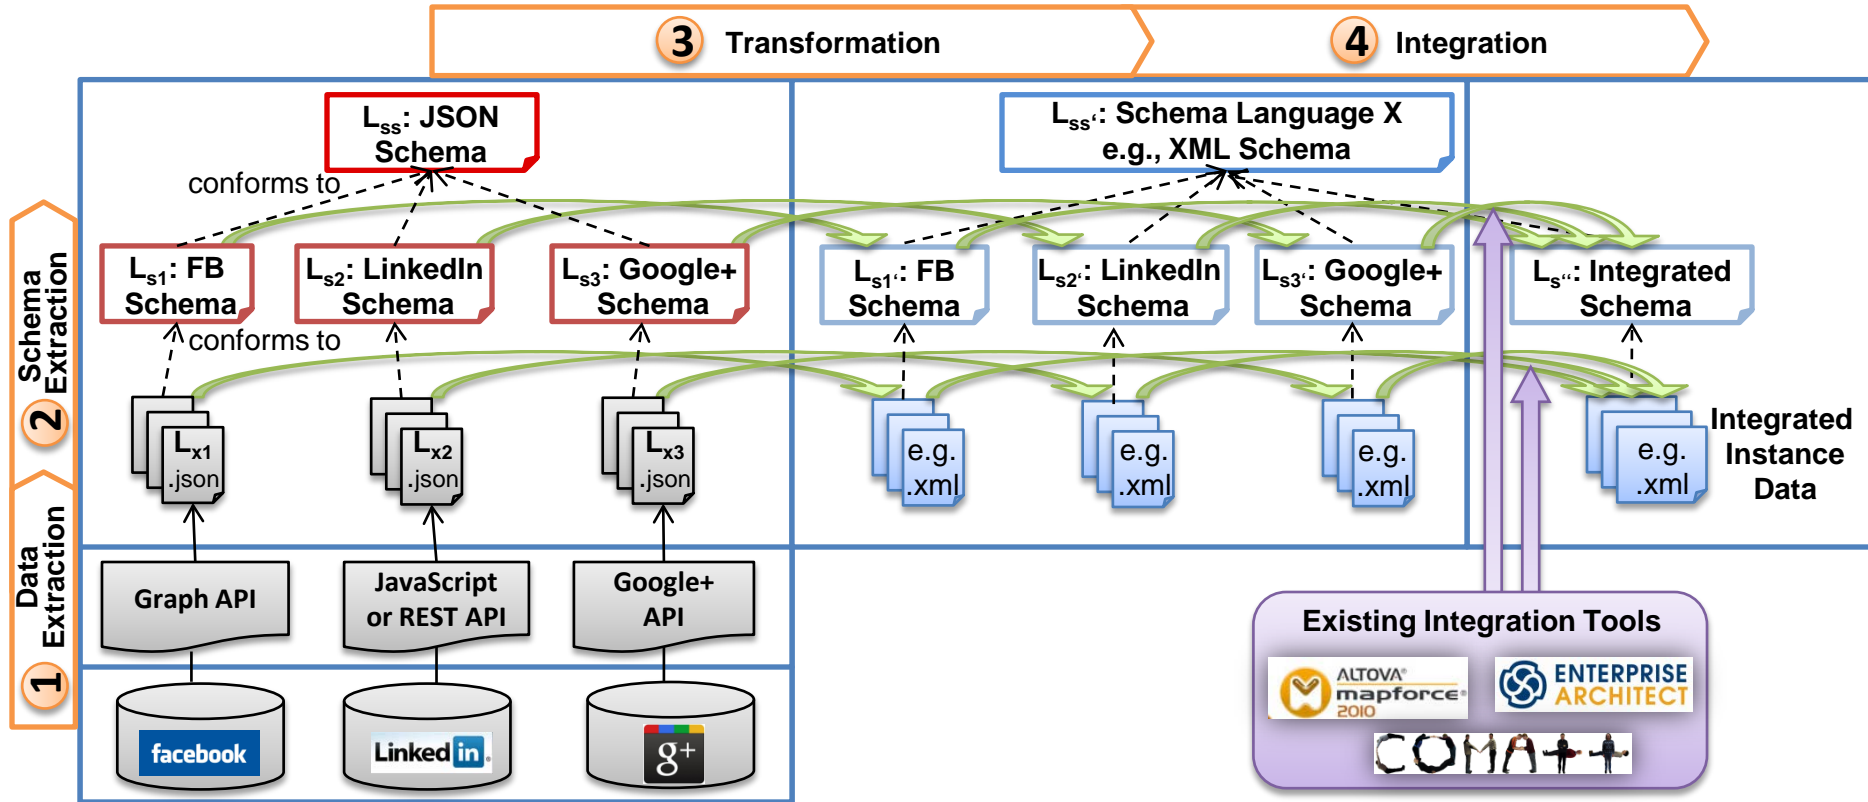 3 Transformation
4 Integration
Lss: JSON
Schema
Lss‘: Schema Language X
e.g., XML Schema
conforms to
2 Schema
Extraction
Ls1: FB
Schema
Ls2: LinkedIn
Schema
Ls3: Google+
Schema
Ls1‘: FB
Schema
Ls2‘: LinkedIn
Schema
Ls3‘: Google+
Schema
Ls‘‘: Integrated
Schema
conforms to
Lx1
.json
Lx2
.json
Lx3
.json
e.g.
.xml
e.g.
.xml
e.g.
.xml
e.g.
.xml
Integrated
Instance
Data
1 Data
Extraction
Graph API
JavaScript
or REST API
Google+
API
facebook
Linked in®
g+
Existing Integration Tools
ALTOVA®
mapforce®
2010
ENTERPRISE
ARCHITECT
COMA++